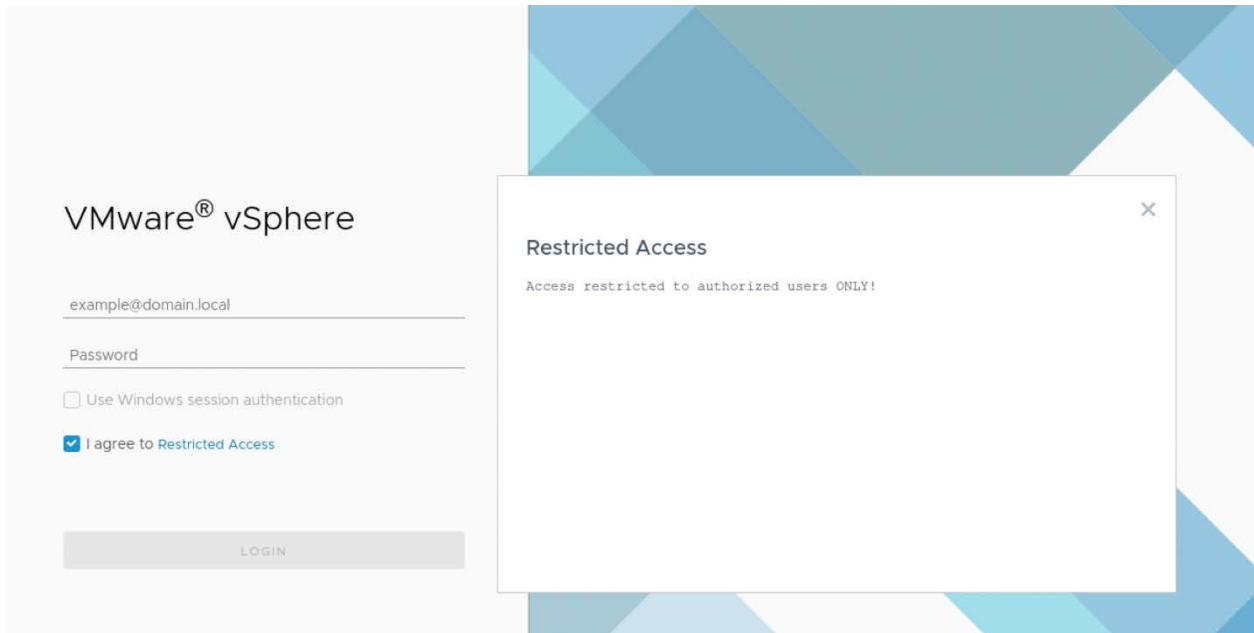 VMware® vSphere
example@domain.local
Password
Use Windows session authentication
I agree to Restricted Access
LOGIN
Restricted Access
Access restricted to authorized users ONLY!